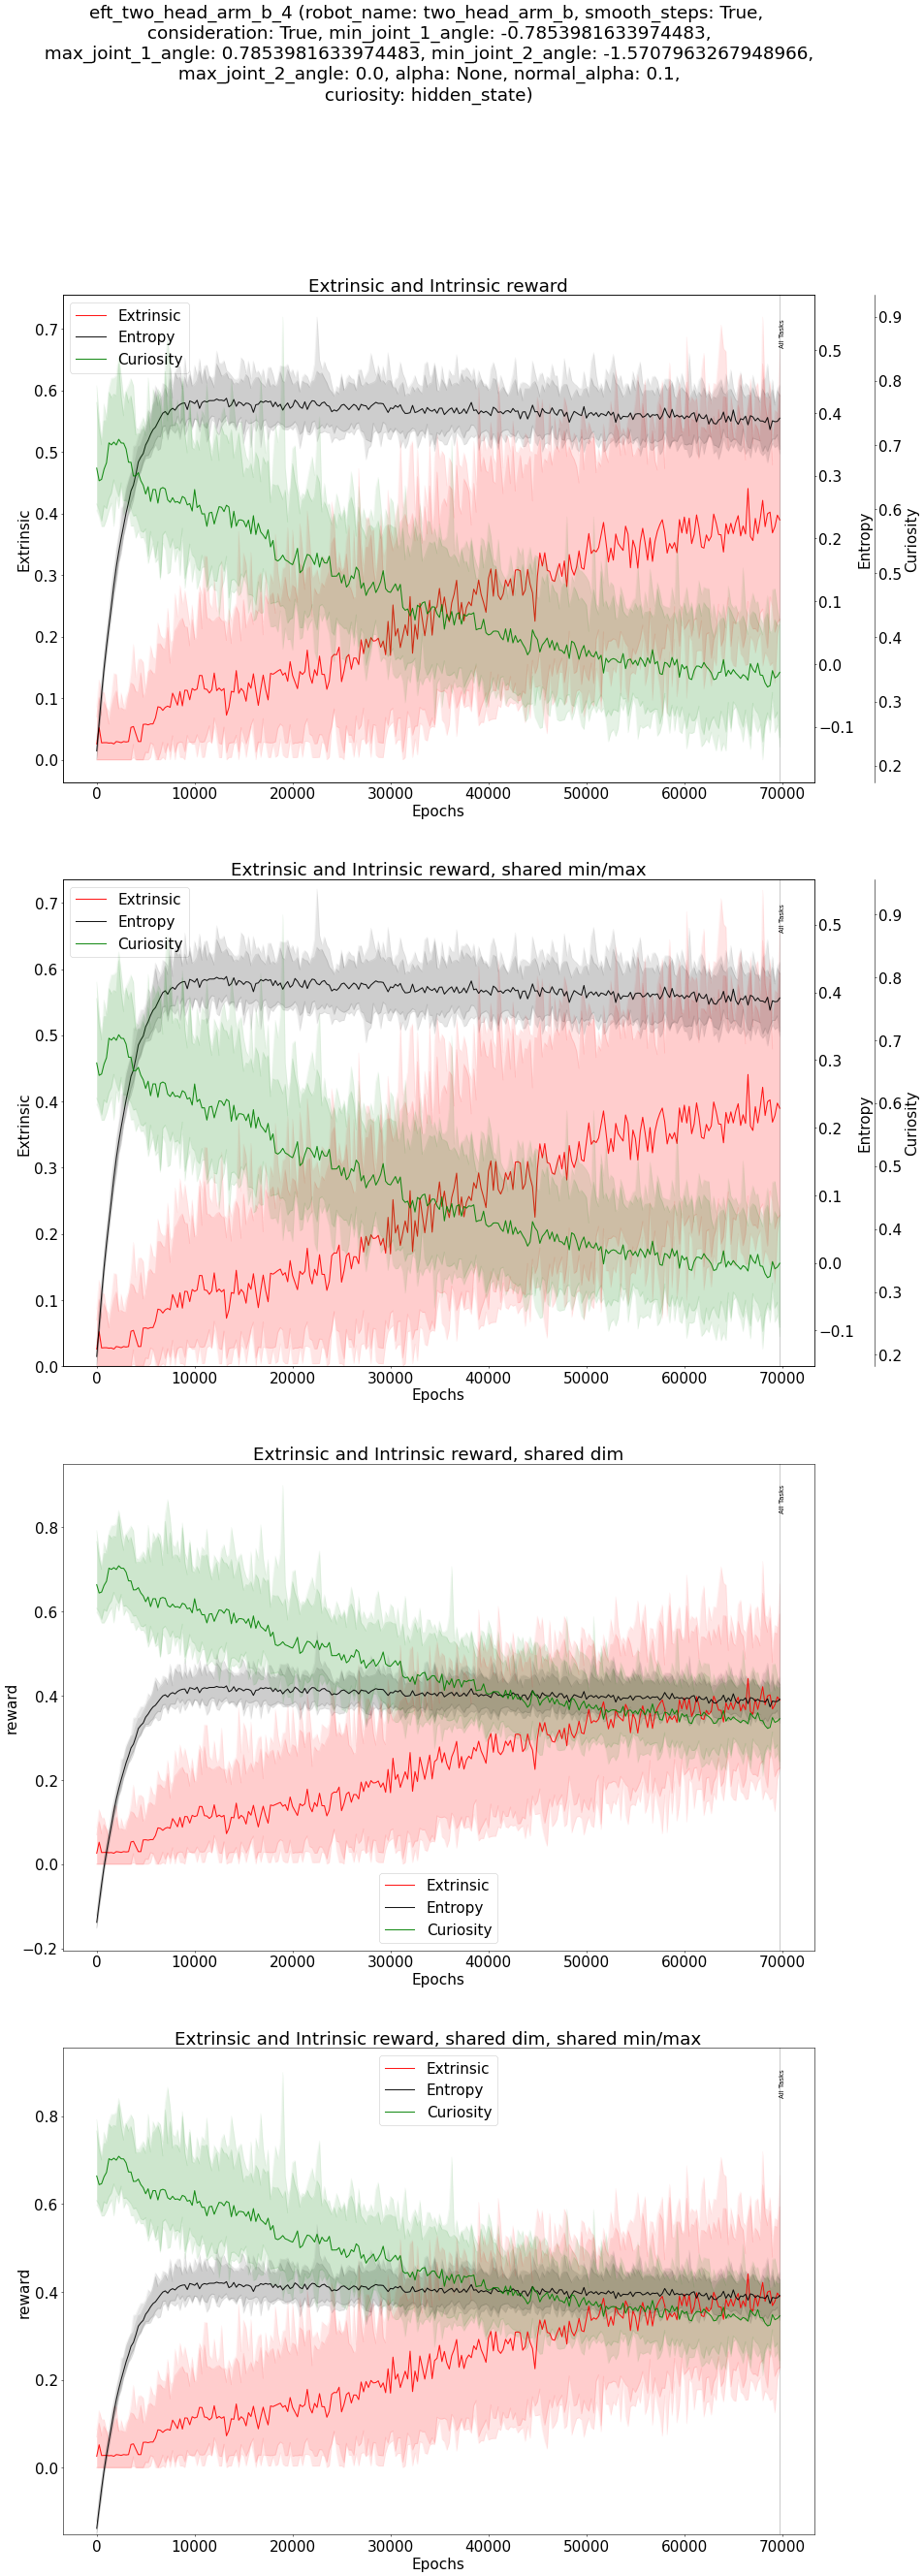 eft_two_head_arm_b_4 (robot_name: two_head_arm_b, smooth_steps: True,
consideration: True, min_joint_1_angle: -0.7853981633974483,
max_joint_1_angle: 0.7853981633974483, min_joint_2_angle: -1.5707963267948966,
max_joint_2_angle: 0.0, alpha: None, normal_alpha: 0.1,
curiosity: hidden_state)
Extrinsic and Intrinsic reward
Extrinsic
Entropy
Curiosity
All Tasks
0.7
0.6
0.5
0.4
0.3
0.2
0.1
0.0
Extrinsic
0.5
0.4
0.3
0.2
0.1
0.0
−0.1
Entropy
0.9
0.8
0.7
0.6
0.5
0.4
0.3
0.2
Curiosity
0 10000 20000 30000 40000 50000 60000 70000
Epochs
Extrinsic and Intrinsic reward, shared min/max
Extrinsic
Entropy
Curiosity
All Tasks
0.7
0.6
0.5
0.4
0.3
0.2
0.1
0.0
Extrinsic
0.5
0.4
0.3
0.2
0.1
0.0
−0.1
Entropy
0.9
0.8
0.7
0.6
0.5
0.4
0.3
0.2
Curiosity
0 10000 20000 30000 40000 50000 60000 70000
Epochs
Extrinsic and Intrinsic reward, shared dim
All Tasks
0.8
0.6
0.4
0.2
0.0
−0.2
reward
Extrinsic
Entropy
Curiosity
0 10000 20000 30000 40000 50000 60000 70000
Epochs
Extrinsic and Intrinsic reward, shared dim, shared min/max
Extrinsic
Entropy
Curiosity
All Tasks
0.8
0.6
0.4
0.2
0.0
reward
0 10000 20000 30000 40000 50000 60000 70000
Epochs